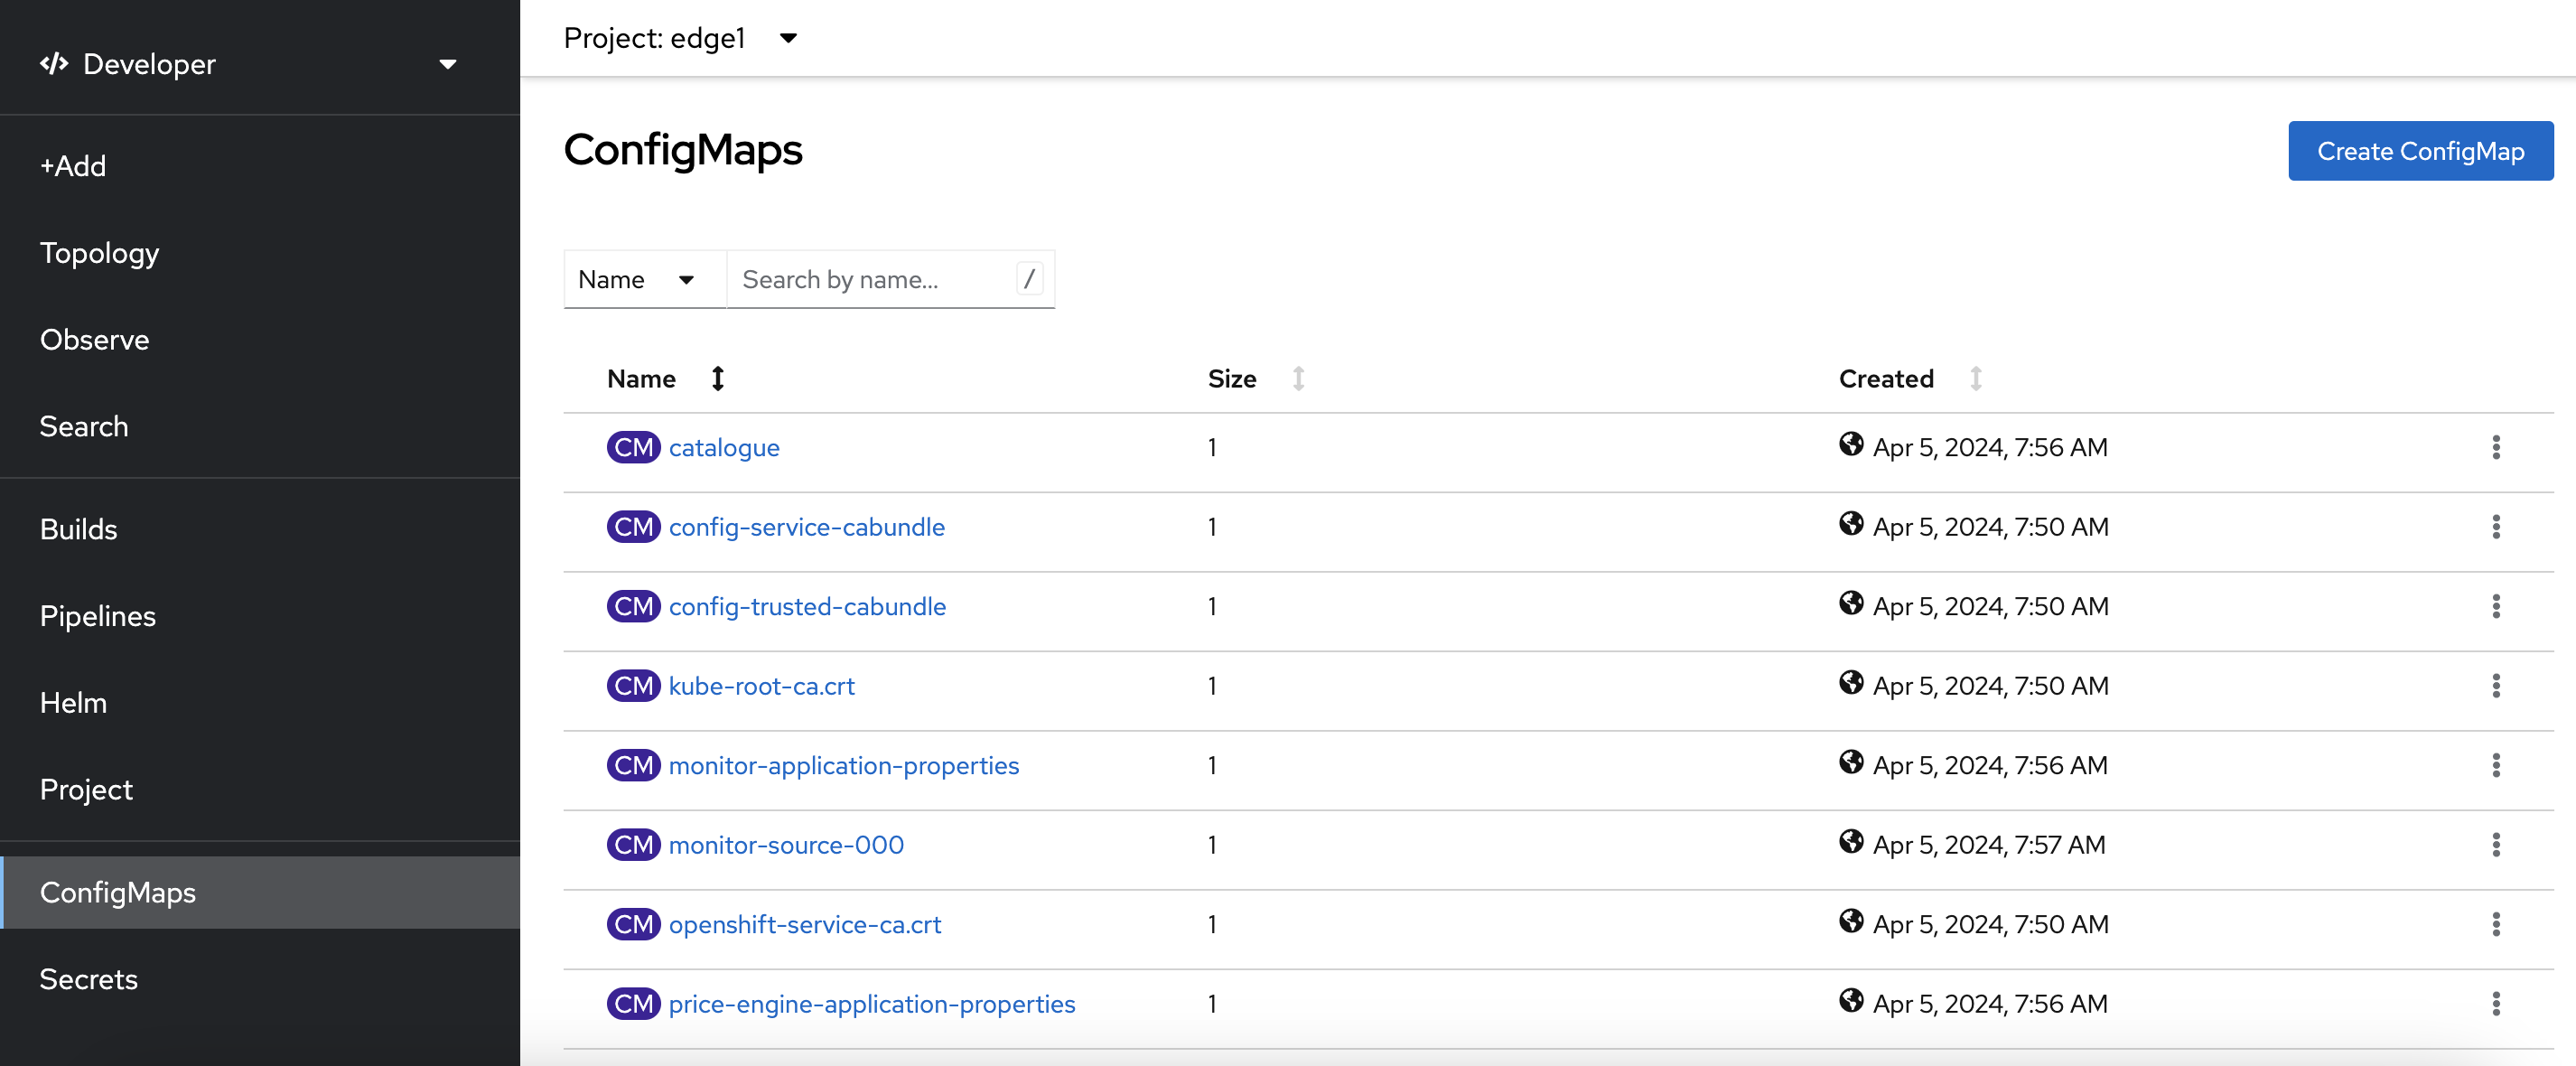 Developer
+Add
Topology
Observe
Search
Builds
Pipelines
Helm
Project
ConfigMaps
Secrets
Project: edge1
ConfigMaps
Create ConfigMap
Name Search by name... /
Name Size Created
CM catalogue 1 Apr 5, 2024, 7:56 AM
CM config-service-cabundle 1 Apr 5, 2024, 7:50 AM
CM config-trusted-cabundle 1 Apr 5, 2024, 7:50 AM
CM kube-root-ca.crt 1 Apr 5, 2024, 7:50 AM
CM monitor-application-properties 1 Apr 5, 2024, 7:56 AM
CM monitor-source-000 1 Apr 5, 2024, 7:57 AM
CM openshift-service-ca.crt 1 Apr 5, 2024, 7:50 AM
CM price-engine-application-properties 1 Apr 5, 2024, 7:56 AM